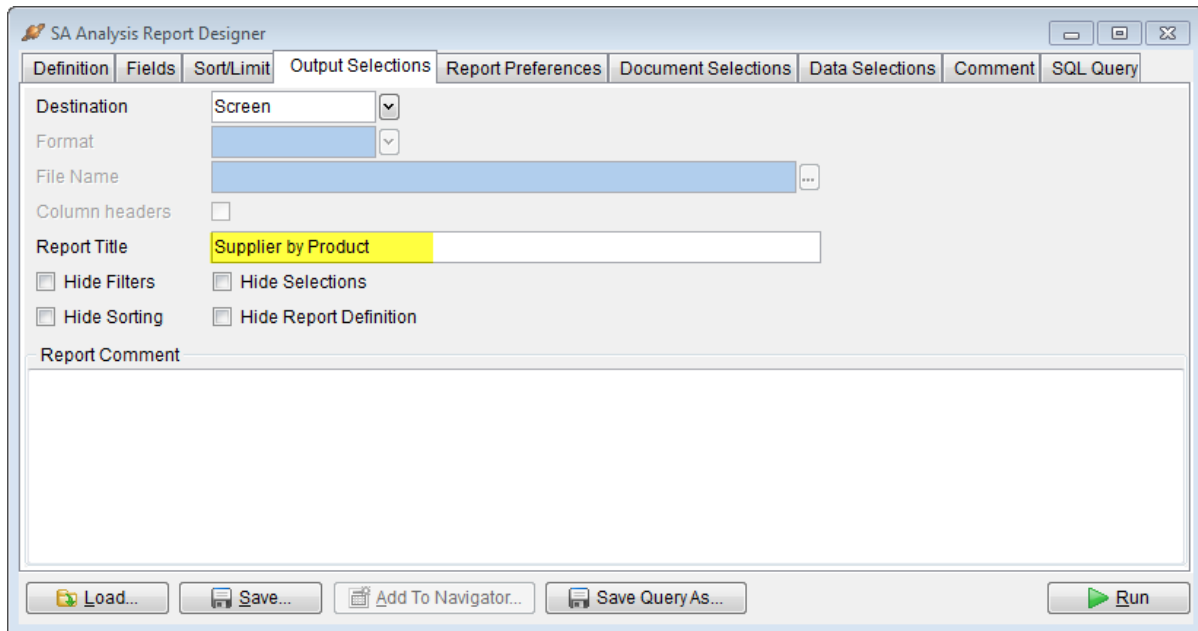 SA Analysis Report Designer
Definition Fields Sort/Limit Output Selections Report Preferences Document Selections Data Selections Comment SQL Query
Destination Screen
Format
File Name ...
Column headers
Report Title Supplier by Product
Hide Filters Hide Selections
Hide Sorting Hide Report Definition
Report Comment
Load... Save... Add To Navigator... Save Query As... Run